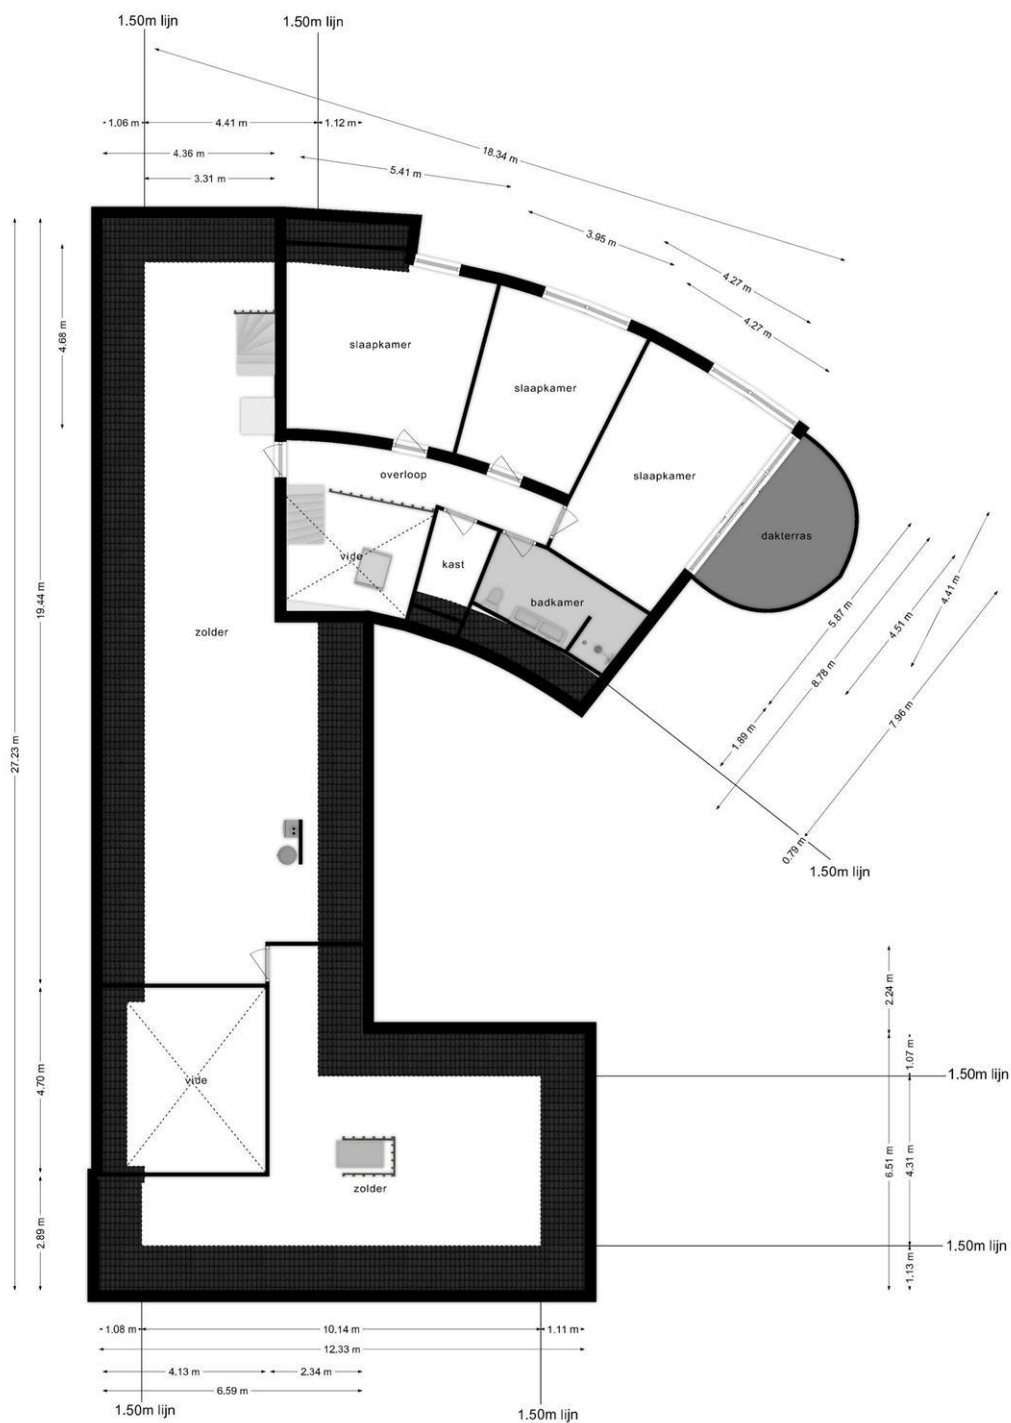 1.50m lijn
1.50m lijn
1.06 m
4.41 m
1.12 m
4.36 m
18.34 m
3.31 m
5.41 m
3.95 m
4.27 m
4.27 m
4.68 m
slaapkamer
slaapkamer
slaapkamer
overloop
vide
kast
badkamer
dakterras
zolder
19.44 m
27.23 m
5.87 m
4.51 m
4.41 m
8.78 m
7.96 m
1.89 m
0.79 m
1.50m lijn
2.24 m
1.07 m
1.50m lijn
vide
4.70 m
6.51 m
4.31 m
zolder
2.89 m
1.50m lijn
1.13 m
1.08 m
10.14 m
1.11 m
12.33 m
4.13 m
2.34 m
6.59 m
1.50m lijn
1.50m lijn